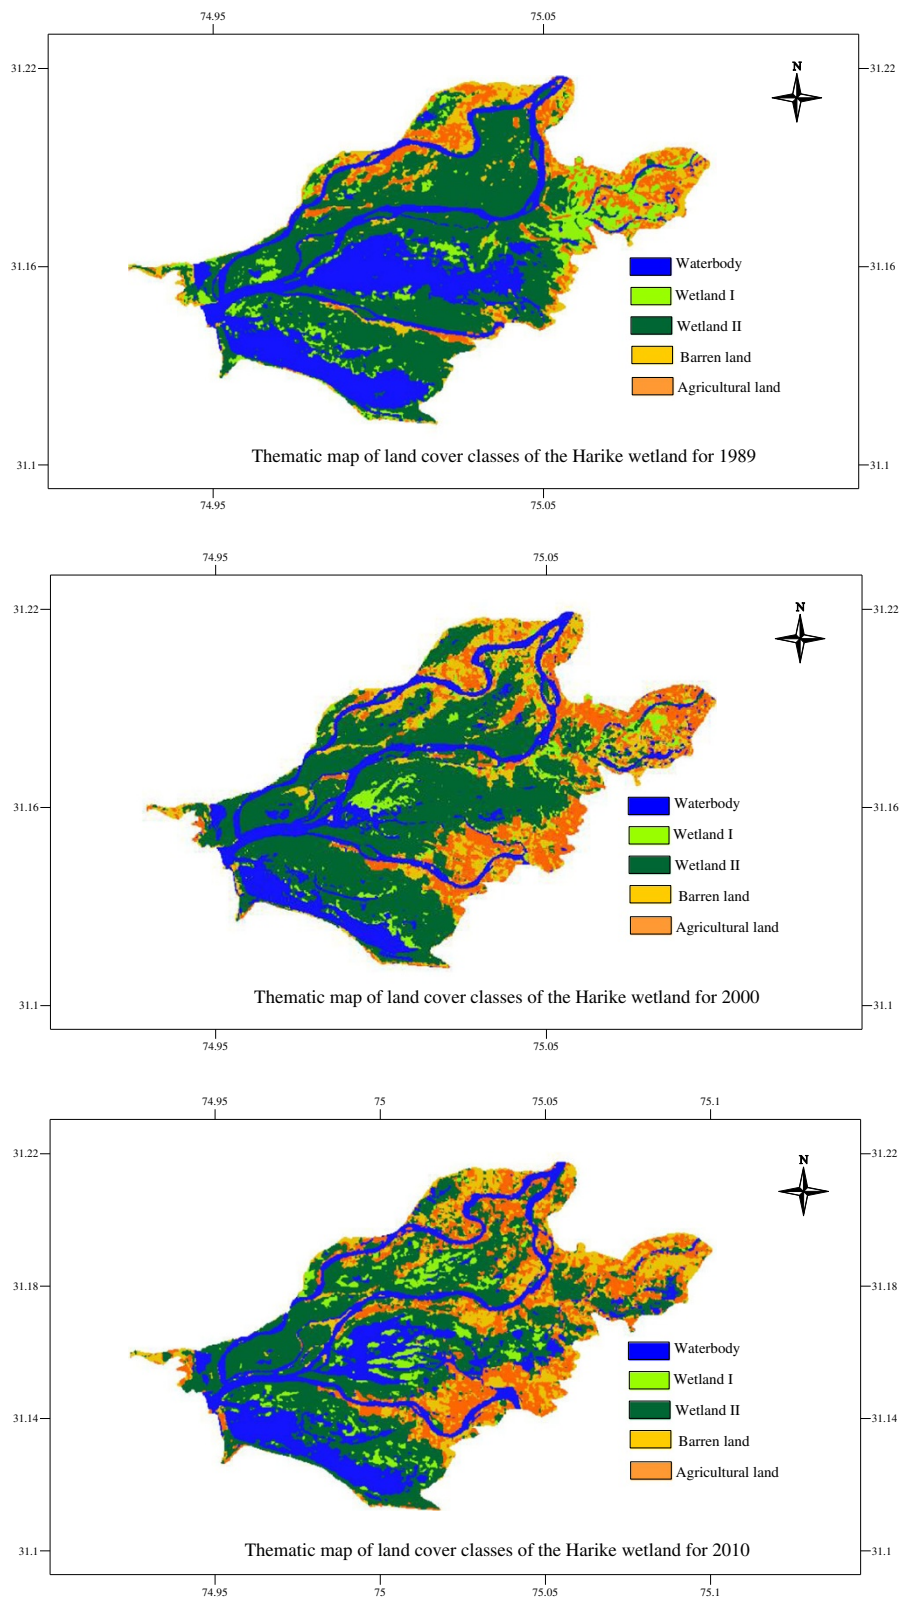 74.95 75.05
N
31.22 31.22
31.16 31.16
Waterbody
Wetland I
Wetland II
Barren land
Agricultural land
Thematic map of land cover classes of the Harike wetland for 1989
31.1 31.1
74.95 75.05
74.95 75.05
N
31.22 31.22
31.16 31.16
Waterbody
Wetland I
Wetland II
Barren land
Agricultural land
Thematic map of land cover classes of the Harike wetland for 2000
31.1 31.1
74.95 75.05
74.95 75 75.05 75.1
N
31.22 31.22
31.18 31.18
Waterbody
Wetland I
Wetland II
31.14 31.14
Barren land
Agricultural land
Thematic map of land cover classes of the Harike wetland for 2010
31.1 31.1
74.95 75 75.05 75.1